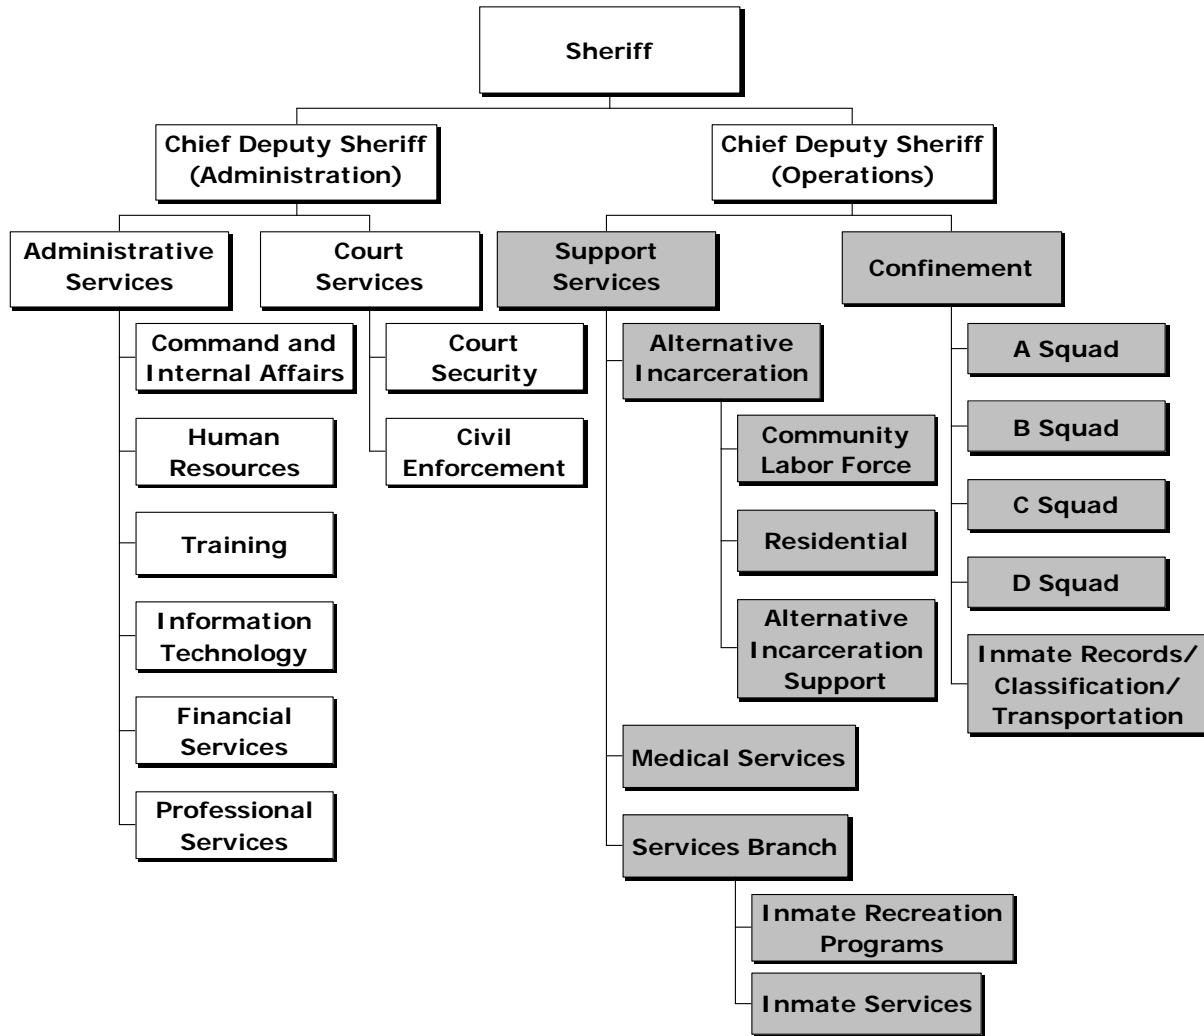 Sheriff
Chief Deputy Sheriff
(Administration)
Chief Deputy Sheriff
(Operations)
Administrative
Services
Court
Services
Support
Services
Confinement
Command and
Internal Affairs
Human
Resources
Training
Information
Technology
Financial
Services
Professional
Services
Court
Security
Civil
Enforcement
Alternative
Incarceration
Community
Labor Force
Residential
Alternative
Incarceration
Support
Medical Services
Services Branch
Inmate Recreation
Programs
Inmate Services
A Squad
B Squad
C Squad
D Squad
Inmate Records/
Classification/
Transportation